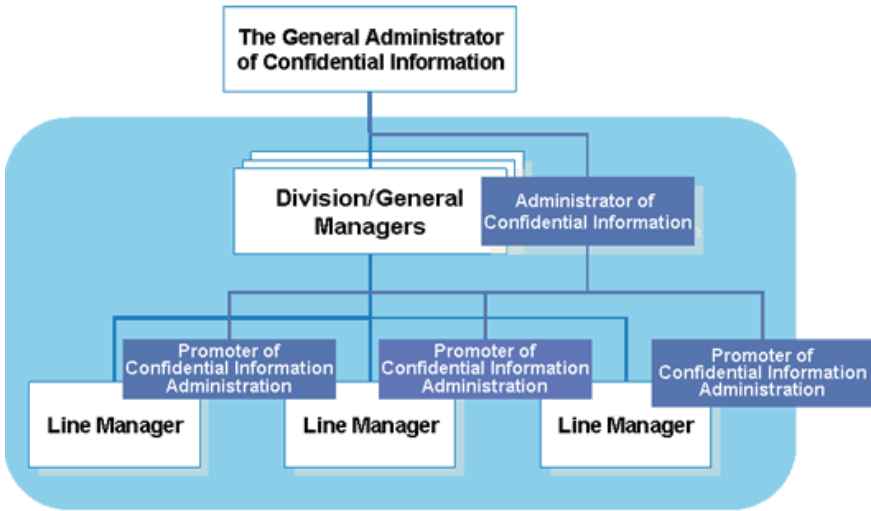 The General Administrator
of Confidential Information
Division/General
Managers
Administrator of
Confidential Information
Promoter of
Confidential Information
Administration
Promoter of
Confidential Information
Administration
Promoter of
Confidential Information
Administration
Line Manager
Line Manager
Line Manager